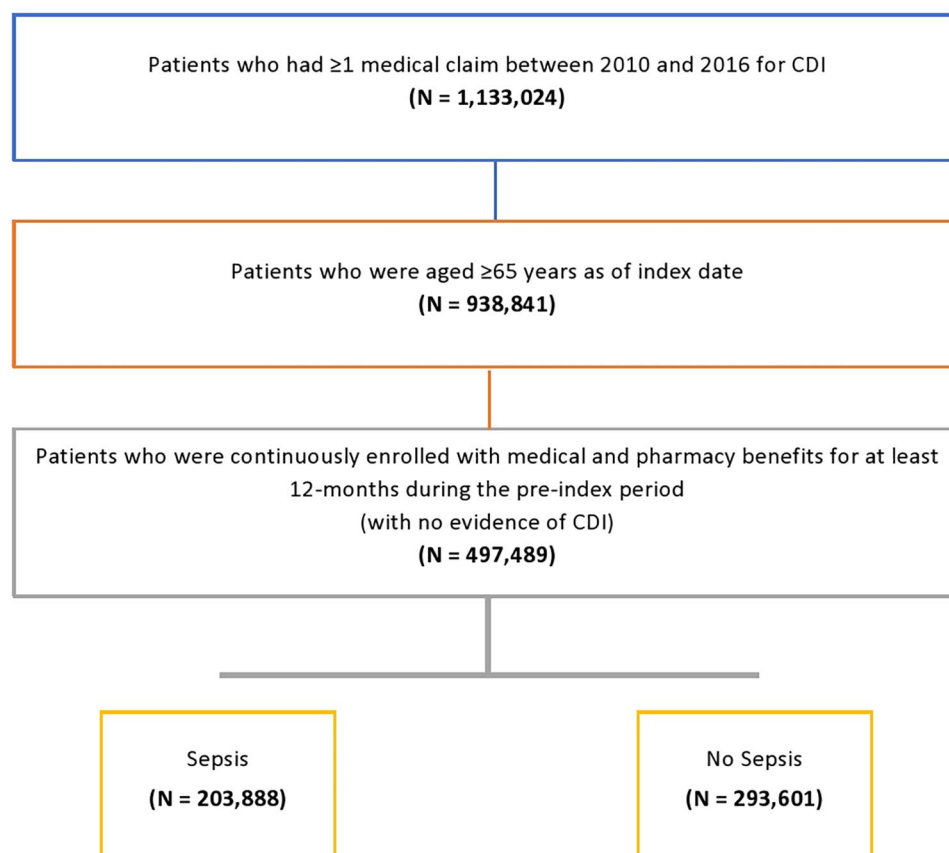 Patients who had ≥1 medical claim between 2010 and 2016 for CDI
(N = 1,133,024)
Patients who were aged ≥65 years as of index date
(N = 938,841)
Patients who were continuously enrolled with medical and pharmacy benefits for at least
12-months during the pre-index period
(with no evidence of CDI)
(N = 497,489)
Sepsis
(N = 203,888)
No Sepsis
(N = 293,601)